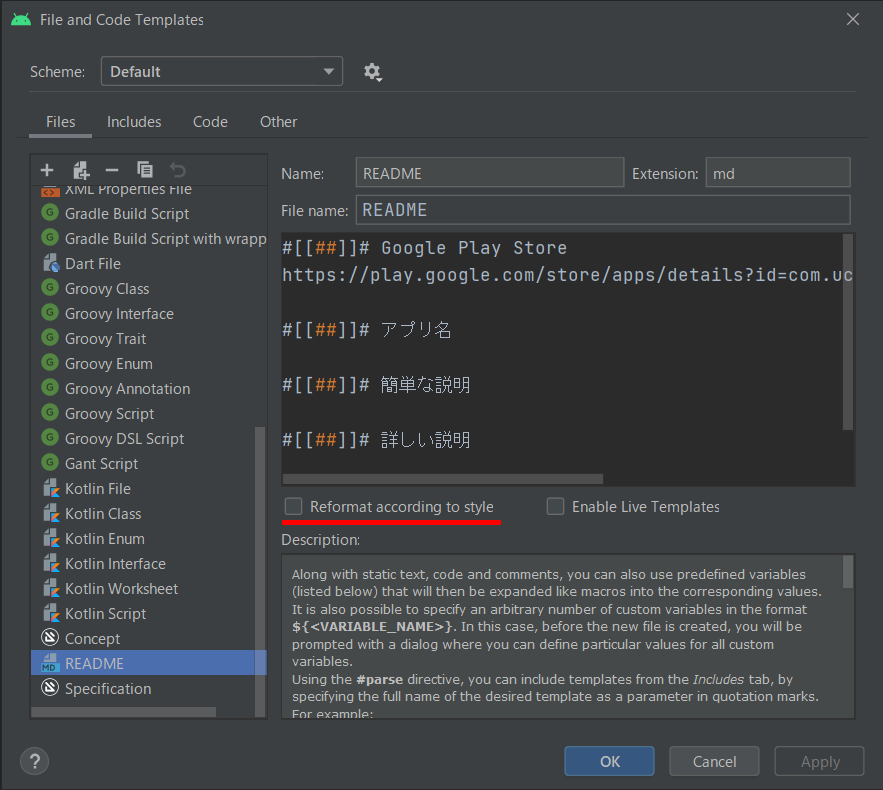 File and Code Templates
Scheme: Default
Files Includes Code Other
XML Properties File
Gradle Build Script
Gradle Build Script with wrapp
Dart File
Groovy Class
Groovy Interface
Groovy Trait
Groovy Enum
Groovy Annotation
Groovy Script
Groovy DSL Script
Gant Script
Kotlin File
Kotlin Class
Kotlin Enum
Kotlin Interface
Kotlin Worksheet
Kotlin Script
Concept
README
Specification
Name: README Extension: md
File name: README
#[[##]]# Google Play Store
https://play.google.com/store/apps/details?id=com.uc
#[[##]]# アプリ名
#[[##]]# 簡単な説明
#[[##]]# 詳しい説明
Reformat according to style Enable Live Templates
Description:
Along with static text, code and comments, you can also use predefined variables
(listed below) that will then be expanded like macros into the corresponding values.
It is also possible to specify an arbitrary number of custom variables in the format
${<VARIABLE_NAME>}. In this case, before the new file is created, you will be
prompted with a dialog where you can define particular values for all custom
variables.
Using the #parse directive, you can include templates from the Includes tab, by
specifying the full name of the desired template as a parameter in quotation marks.
For example:
? OK Cancel Apply